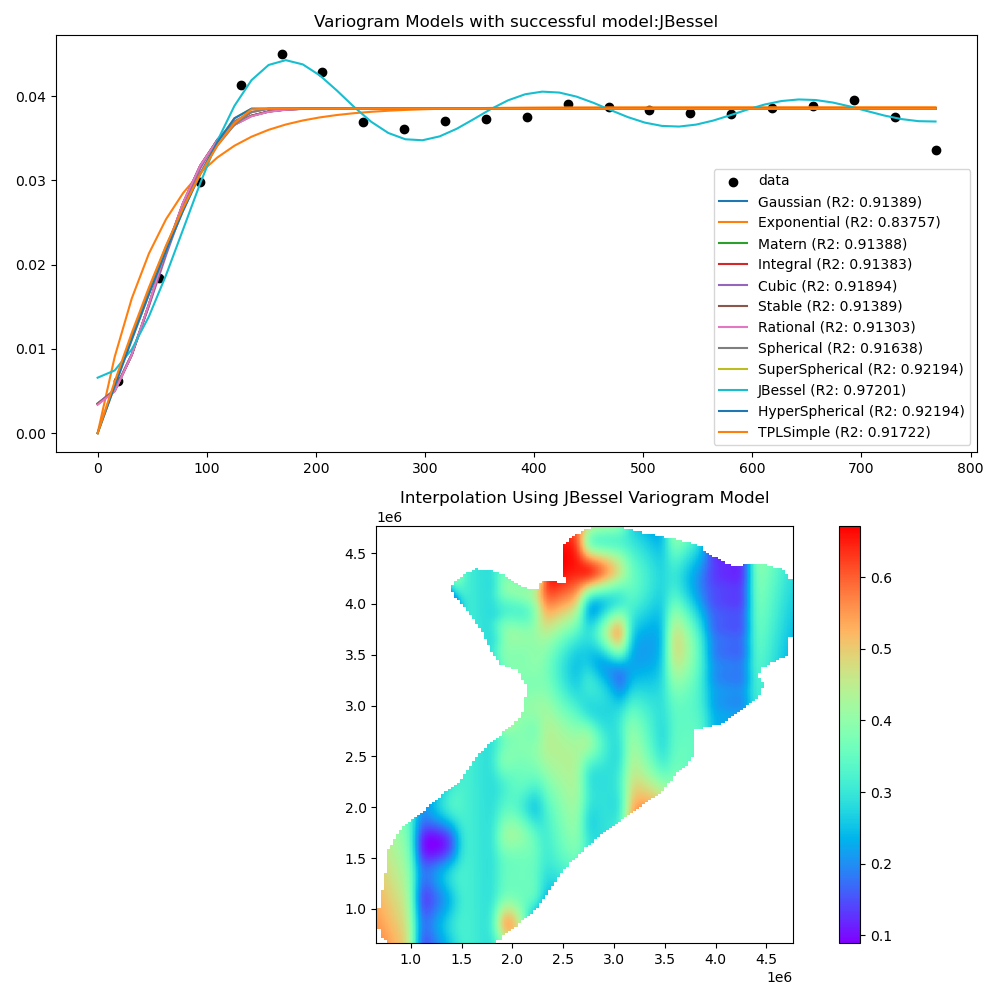 Variogram Models with successful model:JBessel
0.04
0.03
0.02
0.01
0.00
data
Gaussian (R2: 0.91389)
Exponential (R2: 0.83757)
Matern (R2: 0.91388)
Integral (R2: 0.91383)
Cubic (R2: 0.91894)
Stable (R2: 0.91389)
Rational (R2: 0.91303)
Spherical (R2: 0.91638)
SuperSpherical (R2: 0.92194)
JBessel (R2: 0.97201)
HyperSpherical (R2: 0.92194)
TPLSimple (R2: 0.91722)
0 100 200 300 400 500 600 700 800
Interpolation Using JBessel Variogram Model
1e6
4.5
4.0
3.5
3.0
2.5
2.0
1.5
1.0
1.0 1.5 2.0 2.5 3.0 3.5 4.0 4.5
1e6
0.6
0.5
0.4
0.3
0.2
0.1